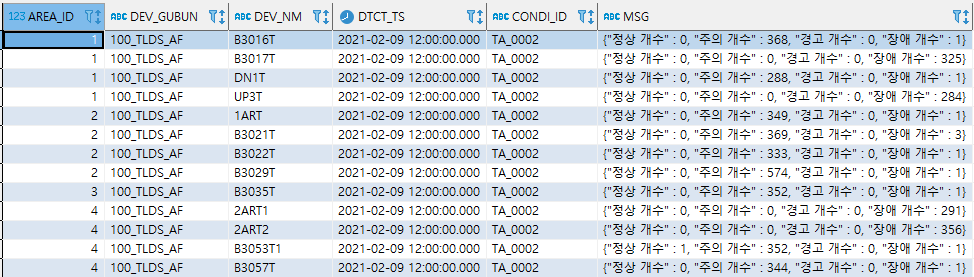 123 AREA_ID ABC DEV_GUBUN ABC DEV_NM DTCT_TS ABC CONDI_ID ABC MSG
1 100_TLDS_AF B3016T 2021-02-09 12:00:00.000 TA_0002 {"정상 개수" : 0, "주의 개수" : 368, "경고 개수" : 0, "장애 개수" : 1}
1 100_TLDS_AF B3017T 2021-02-09 12:00:00.000 TA_0002 {"정상 개수" : 0, "주의 개수" : 0, "경고 개수" : 0, "장애 개수" : 325}
1 100_TLDS_AF DN1T 2021-02-09 12:00:00.000 TA_0002 {"정상 개수" : 0, "주의 개수" : 288, "경고 개수" : 0, "장애 개수" : 1}
1 100_TLDS_AF UP3T 2021-02-09 12:00:00.000 TA_0002 {"정상 개수" : 0, "주의 개수" : 0, "경고 개수" : 0, "장애 개수" : 284}
2 100_TLDS_AF 1ART 2021-02-09 12:00:00.000 TA_0002 {"정상 개수" : 0, "주의 개수" : 349, "경고 개수" : 0, "장애 개수" : 1}
2 100_TLDS_AF B3021T 2021-02-09 12:00:00.000 TA_0002 {"정상 개수" : 0, "주의 개수" : 369, "경고 개수" : 0, "장애 개수" : 3}
2 100_TLDS_AF B3022T 2021-02-09 12:00:00.000 TA_0002 {"정상 개수" : 0, "주의 개수" : 333, "경고 개수" : 0, "장애 개수" : 1}
2 100_TLDS_AF B3029T 2021-02-09 12:00:00.000 TA_0002 {"정상 개수" : 0, "주의 개수" : 574, "경고 개수" : 0, "장애 개수" : 1}
3 100_TLDS_AF B3035T 2021-02-09 12:00:00.000 TA_0002 {"정상 개수" : 0, "주의 개수" : 352, "경고 개수" : 0, "장애 개수" : 1}
4 100_TLDS_AF 2ART1 2021-02-09 12:00:00.000 TA_0002 {"정상 개수" : 0, "주의 개수" : 0, "경고 개수" : 0, "장애 개수" : 291}
4 100_TLDS_AF 2ART2 2021-02-09 12:00:00.000 TA_0002 {"정상 개수" : 0, "주의 개수" : 0, "경고 개수" : 0, "장애 개수" : 356}
4 100_TLDS_AF B3053T1 2021-02-09 12:00:00.000 TA_0002 {"정상 개수" : 1, "주의 개수" : 352, "경고 개수" : 0, "장애 개수" : 1}
4 100_TLDS_AF B3057T 2021-02-09 12:00:00.000 TA_0002 {"정상 개수" : 0, "주의 개수" : 344, "경고 개수" : 0, "장애 개수" : 1}